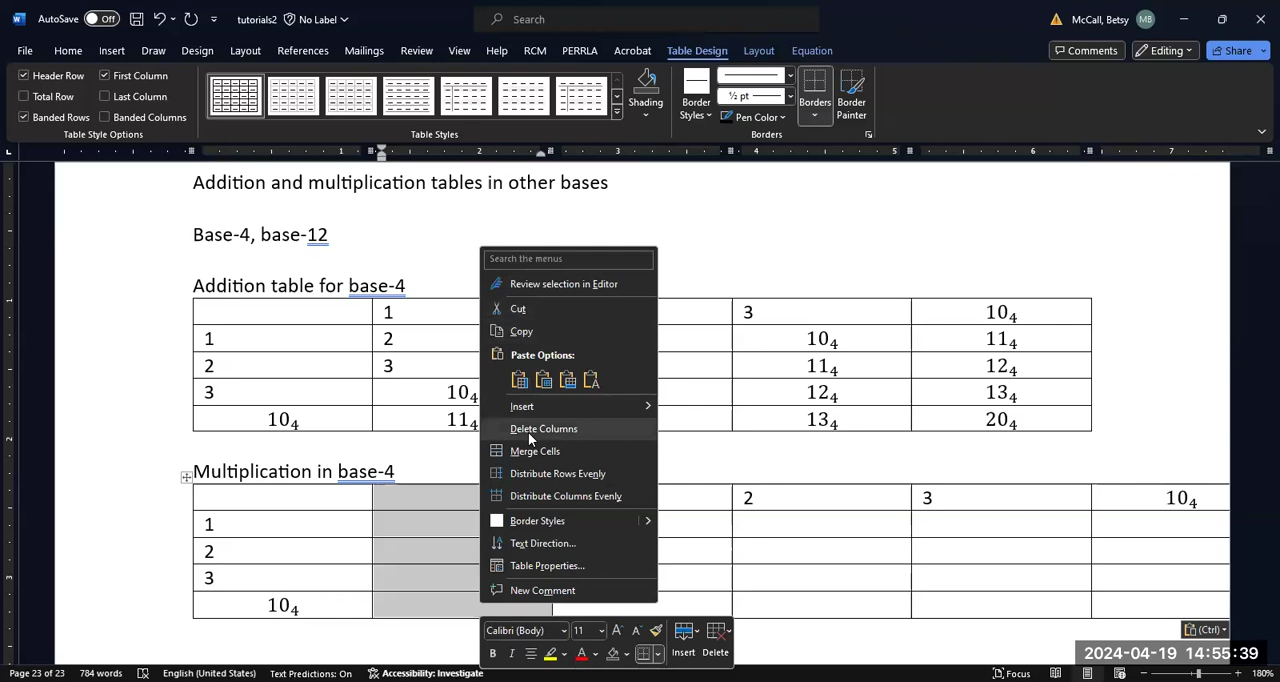 AutoSave Off tutorials2 No Label Search McCall, Betsy MB
File Home Insert Draw Design Layout References Mailings Review View Help RCM PERRLA Acrobat Table Design Layout Equation Comments Editing Share
Header Row First Column
Total Row Last Column
Banded Rows Banded Columns
Table Style Options
Table Styles
Shading
Border Styles
½ pt
Pen Color
Borders
Border Painter
Borders
1 2 3 4 5 6 7
Addition and multiplication tables in other bases
Base-4, base-12
Addition table for base-4
1 3 10₄
1 2 10₄ 11₄
2 3 11₄ 12₄
3 10₄ 12₄ 13₄
10₄ 11₄ 13₄ 20₄
Multiplication in base-4
2 3 10₄
1
2
3
10₄
Search the menus
Review selection in Editor
Cut
Copy
Paste Options:
Insert
Delete Columns
Merge Cells
Distribute Rows Evenly
Distribute Columns Evenly
Border Styles
Text Direction...
Table Properties...
New Comment
Calibri (Body) 11 A A
B I A Insert Delete
(Ctrl)
2024-04-19 14:55:39
Page 23 of 23 784 words English (United States) Text Predictions: On Accessibility: Investigate Focus 180%